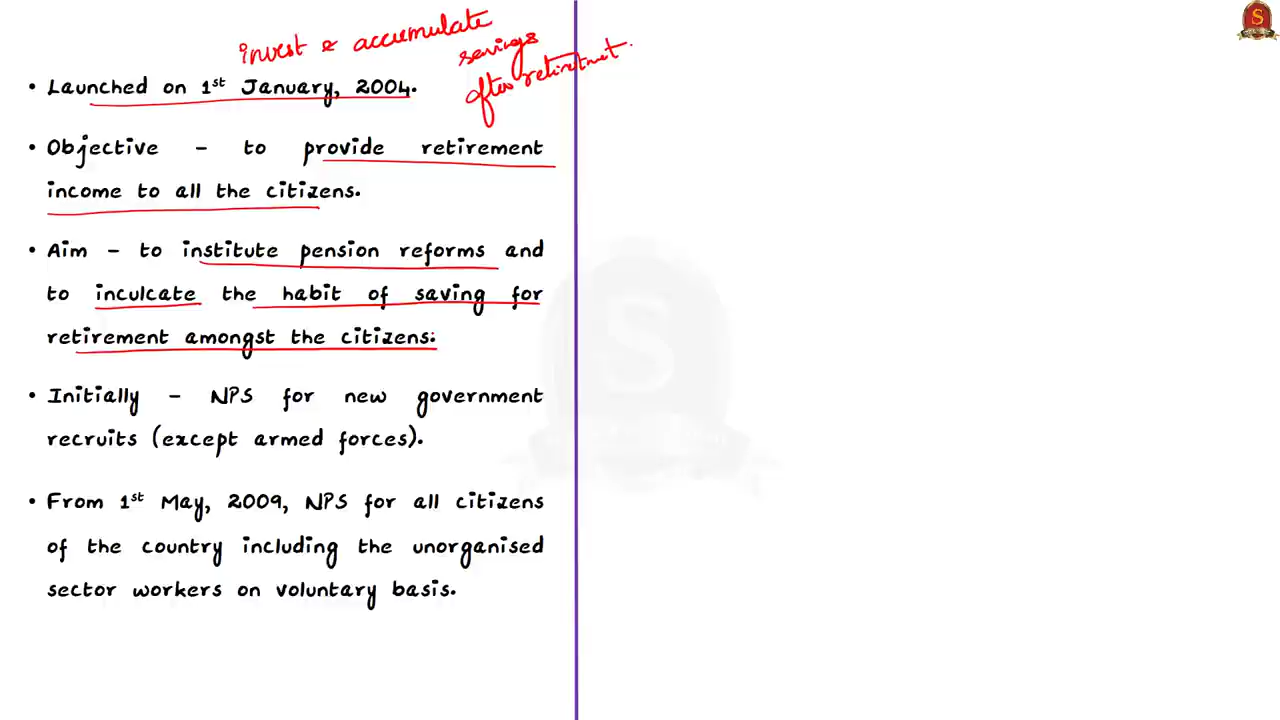 invest & accumulate
savings
after retirement.
• Launched on 1st January, 2004.
• Objective - to provide retirement
income to all the citizens.
• Aim - to institute pension reforms and
to inculcate the habit of saving for
retirement amongst the citizens.
• Initially - NPS for new government
recruits (except armed forces).
• From 1st May, 2009, NPS for all citizens
of the country including the unorganised
sector workers on voluntary basis.
S
S